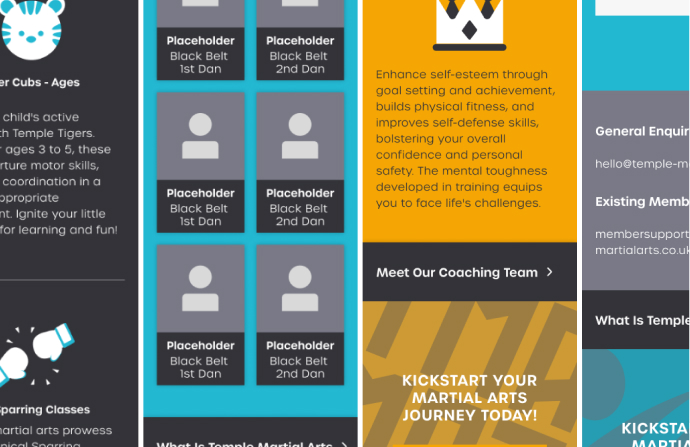 er Cubs - Ages
child's active
th Temple Tigers.
ages 3 to 5, these
rture motor skills,
coordination in a
ppropriate
nt. Ignite your little
for learning and fun!
Sparring Classes
martial arts prowess
Placeholder
Black Belt
1st Dan
Placeholder
Black Belt
2nd Dan
Placeholder
Black Belt
1st Dan
Placeholder
Black Belt
2nd Dan
Placeholder
Black Belt
1st Dan
Placeholder
Black Belt
2nd Dan
What Is Temple Martial Arts
Enhance self-esteem through
goal setting and achievement,
builds physical fitness, and
improves self-defense skills,
bolstering your overall
confidence and personal
safety. The mental toughness
developed in training equips
you to face life's challenges.
Meet Our Coaching Team >
KICKSTART YOUR
MARTIAL ARTS
JOURNEY TODAY!
General Enquir
hello@temple-m
Existing Memb
membersupport
martialarts.co.uk
What Is Temple
KICKSTA
MARTIA